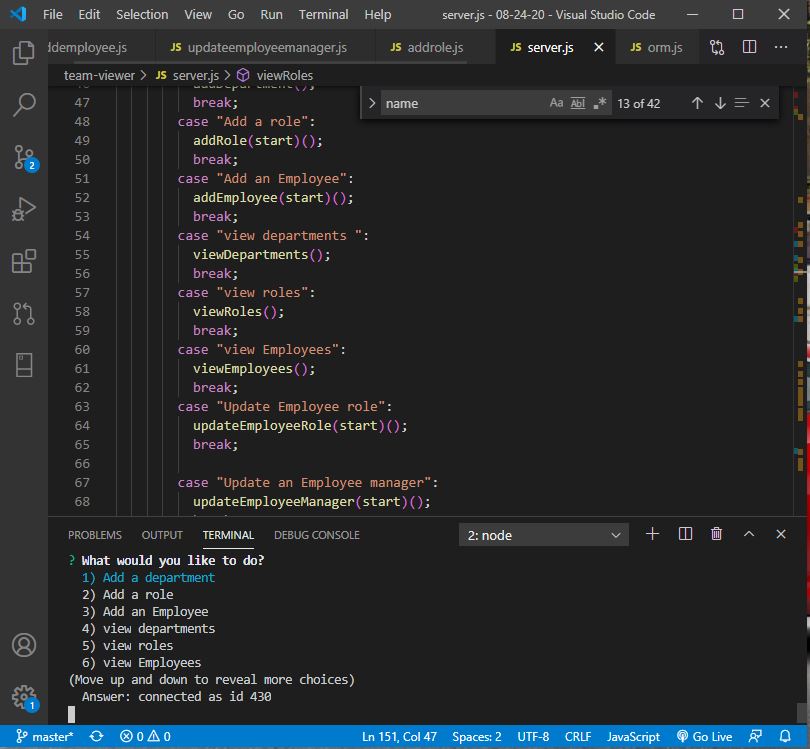 File Edit Selection View Go Run Terminal Help server.js - 08-24-20 - Visual Studio Code
ddemployee.js JS updateemployeemanager.js JS addrole.js JS server.js JS orm.js
team-viewer > JS server.js > viewRoles
name Aa Abl .* 13 of 42
46 addDepartment();
47 break;
48 case "Add a role":
49 addRole(start)();
50 break;
51 case "Add an Employee":
52 addEmployee(start)();
53 break;
54 case "view departments ":
55 viewDepartments();
56 break;
57 case "view roles":
58 viewRoles();
59 break;
60 case "view Employees":
61 viewEmployees();
62 break;
63 case "Update Employee role":
64 updateEmployeeRole(start)();
65 break;
66
67 case "Update an Employee manager":
68 updateEmployeeManager(start)();
PROBLEMS OUTPUT TERMINAL DEBUG CONSOLE 2: node
? What would you like to do?
1) Add a department
2) Add a role
3) Add an Employee
4) view departments
5) view roles
6) view Employees
(Move up and down to reveal more choices)
Answer: connected as id 430
2
1
master* 0 0 Ln 151, Col 47 Spaces: 2 UTF-8 CRLF JavaScript Go Live